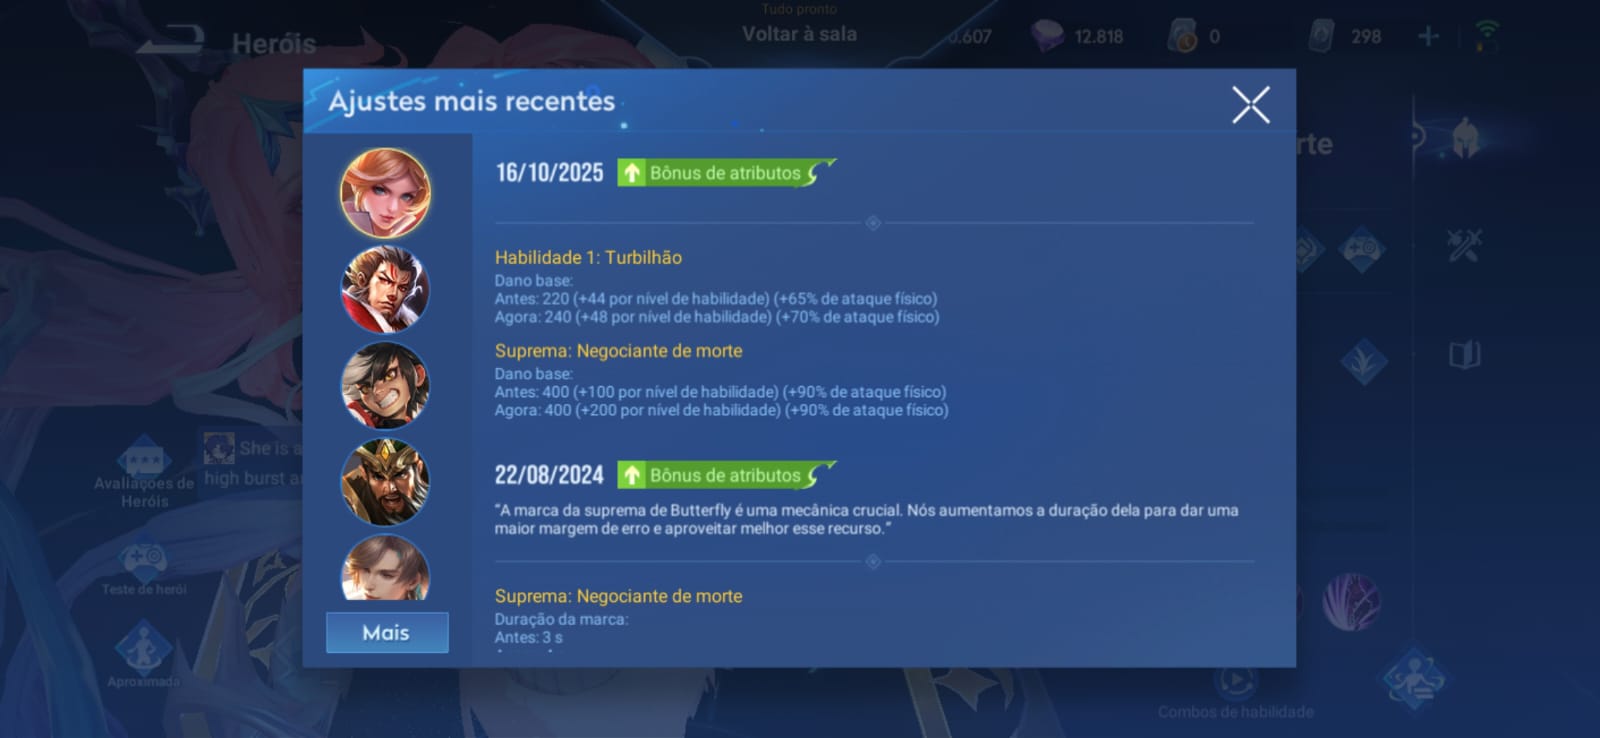 Tudo pronto
Voltar à sala
Heróis
.607
12.818
0
298
Ajustes mais recentes
16/10/2025
Bônus de atributos
Habilidade 1: Turbilhão
Dano base:
Antes: 220 (+44 por nível de habilidade) (+65% de ataque físico)
Agora: 240 (+48 por nível de habilidade) (+70% de ataque físico)
Suprema: Negociante de morte
Dano base:
Antes: 400 (+100 por nível de habilidade) (+90% de ataque físico)
Agora: 400 (+200 por nível de habilidade) (+90% de ataque físico)
22/08/2024
Bônus de atributos
“A marca da suprema de Butterfly é uma mecânica crucial. Nós aumentamos a duração dela para dar uma
maior margem de erro e aproveitar melhor esse recurso.”
Suprema: Negociante de morte
Duração da marca:
Antes: 3 s
Mais
rte
She is a
high burst a
Avaliações de
Heróis
Teste de herói
Aproximada
Combos de habilidade